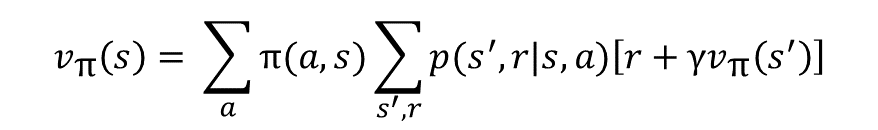 v_π(s) = ∑_a π(a, s) ∑_{s′,r} p(s′, r|s, a)[r + γv_π(s′)]